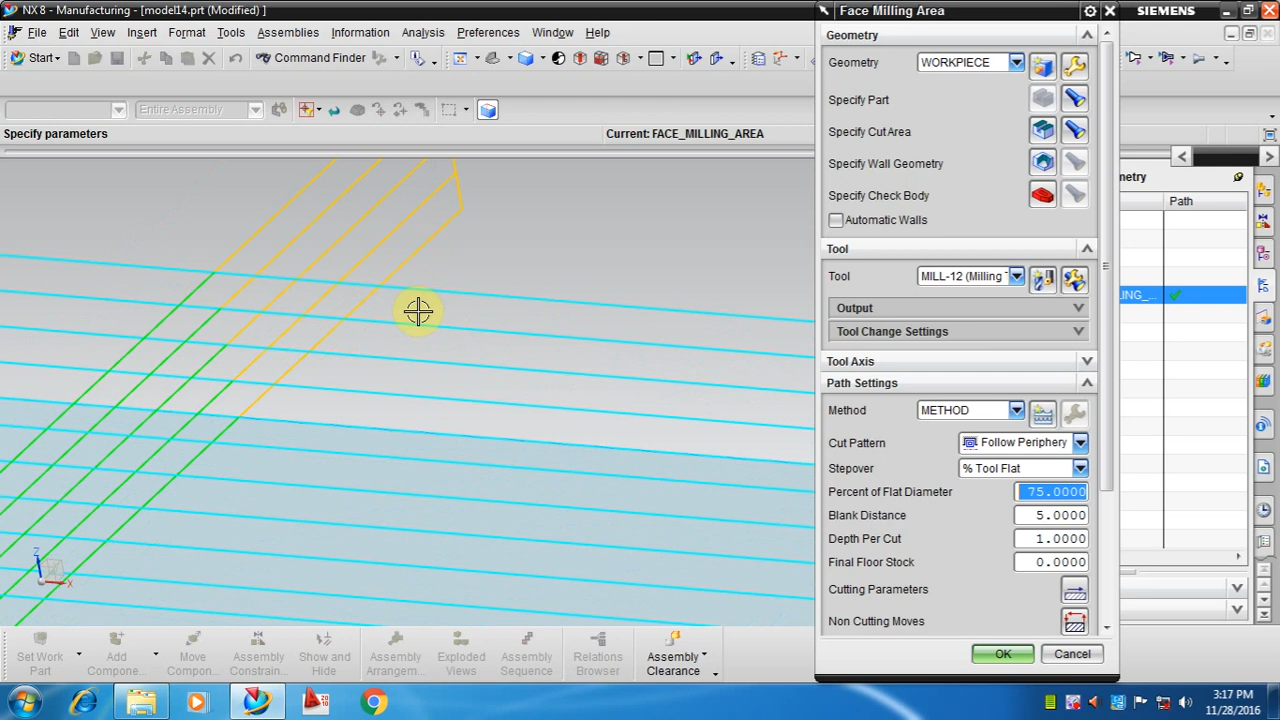 NX 8 - Manufacturing - [model14.prt (Modified) ]
SIEMENS
File Edit View Insert Format Tools Assemblies Information Analysis Preferences Window Help
Start
Command Finder
Entire Assembly
Specify parameters
Current: FACE_MILLING_AREA
Face Milling Area
Geometry
Geometry WORKPIECE
Specify Part
Specify Cut Area
Specify Wall Geometry
Specify Check Body
Automatic Walls
Tool
Tool MILL-12 (Milling
Output
Tool Change Settings
Tool Axis
Path Settings
Method METHOD
Cut Pattern Follow Periphery
Stepover % Tool Flat
Percent of Flat Diameter 75.0000
Blank Distance 5.0000
Depth Per Cut 1.0000
Final Floor Stock 0.0000
Cutting Parameters
Non Cutting Moves
OK Cancel
metry
Path
LING_...
Z
X
Set Work
Part
Add
Compone...
Move
Compon...
Assembly
Constrain...
Show and
Hide
Assembly
Arrangem...
Exploded
Views
Assembly
Sequence
Relations
Browser
Assembly
Clearance
3:17 PM
11/28/2016